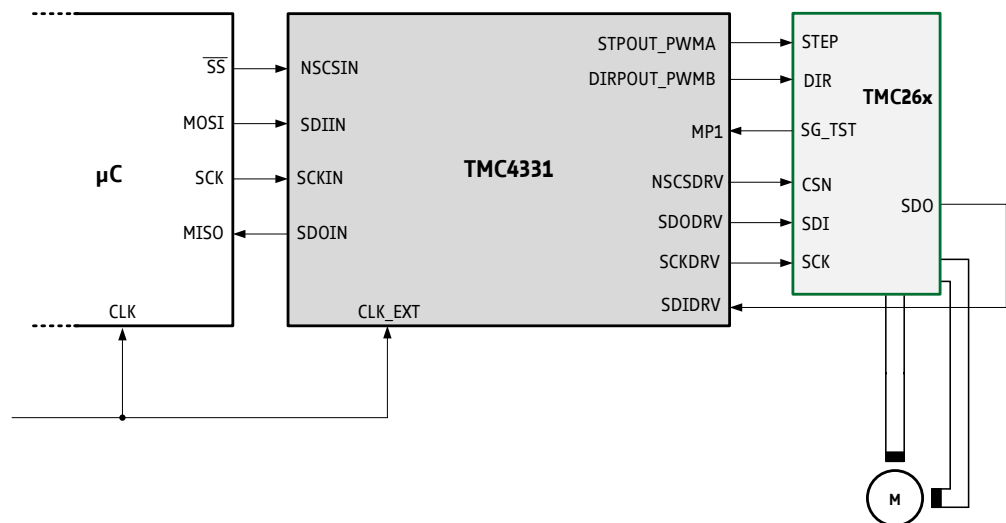 SS
MOSI
SCK
MISO
CLK
µC
NSCSIN
SDIIN
SCKIN
SDOIN
CLK_EXT
TMC4331
STPOUT_PWMA
DIRPOUT_PWMB
MP1
NSCSDRV
SDODRV
SCKDRV
SDIDRV
STEP
DIR
TMC26x
SG_TST
CSN
SDO
SDI
SCK
M